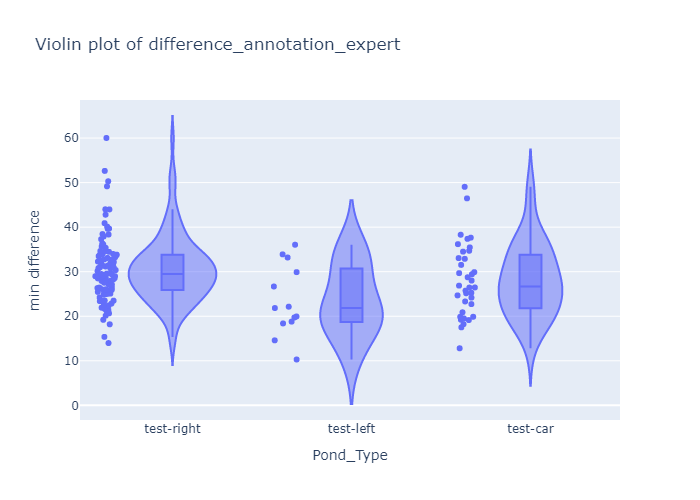 Violin plot of difference_annotation_expert
60
50
40
30
20
10
0
min difference
test-right
test-left
test-car
Pond_Type